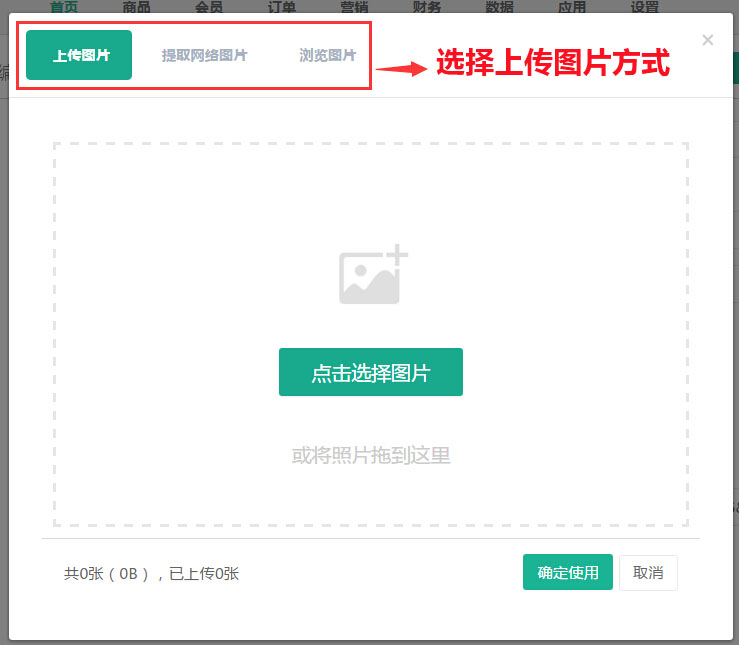 首页 商品 会员 订单 营销 财务 数据 应用 设置
上传图片 提取网络图片 浏览图片
选择上传图片方式
点击选择图片
或将照片拖到这里
共0张（0B），已上传0张
确定使用 取消